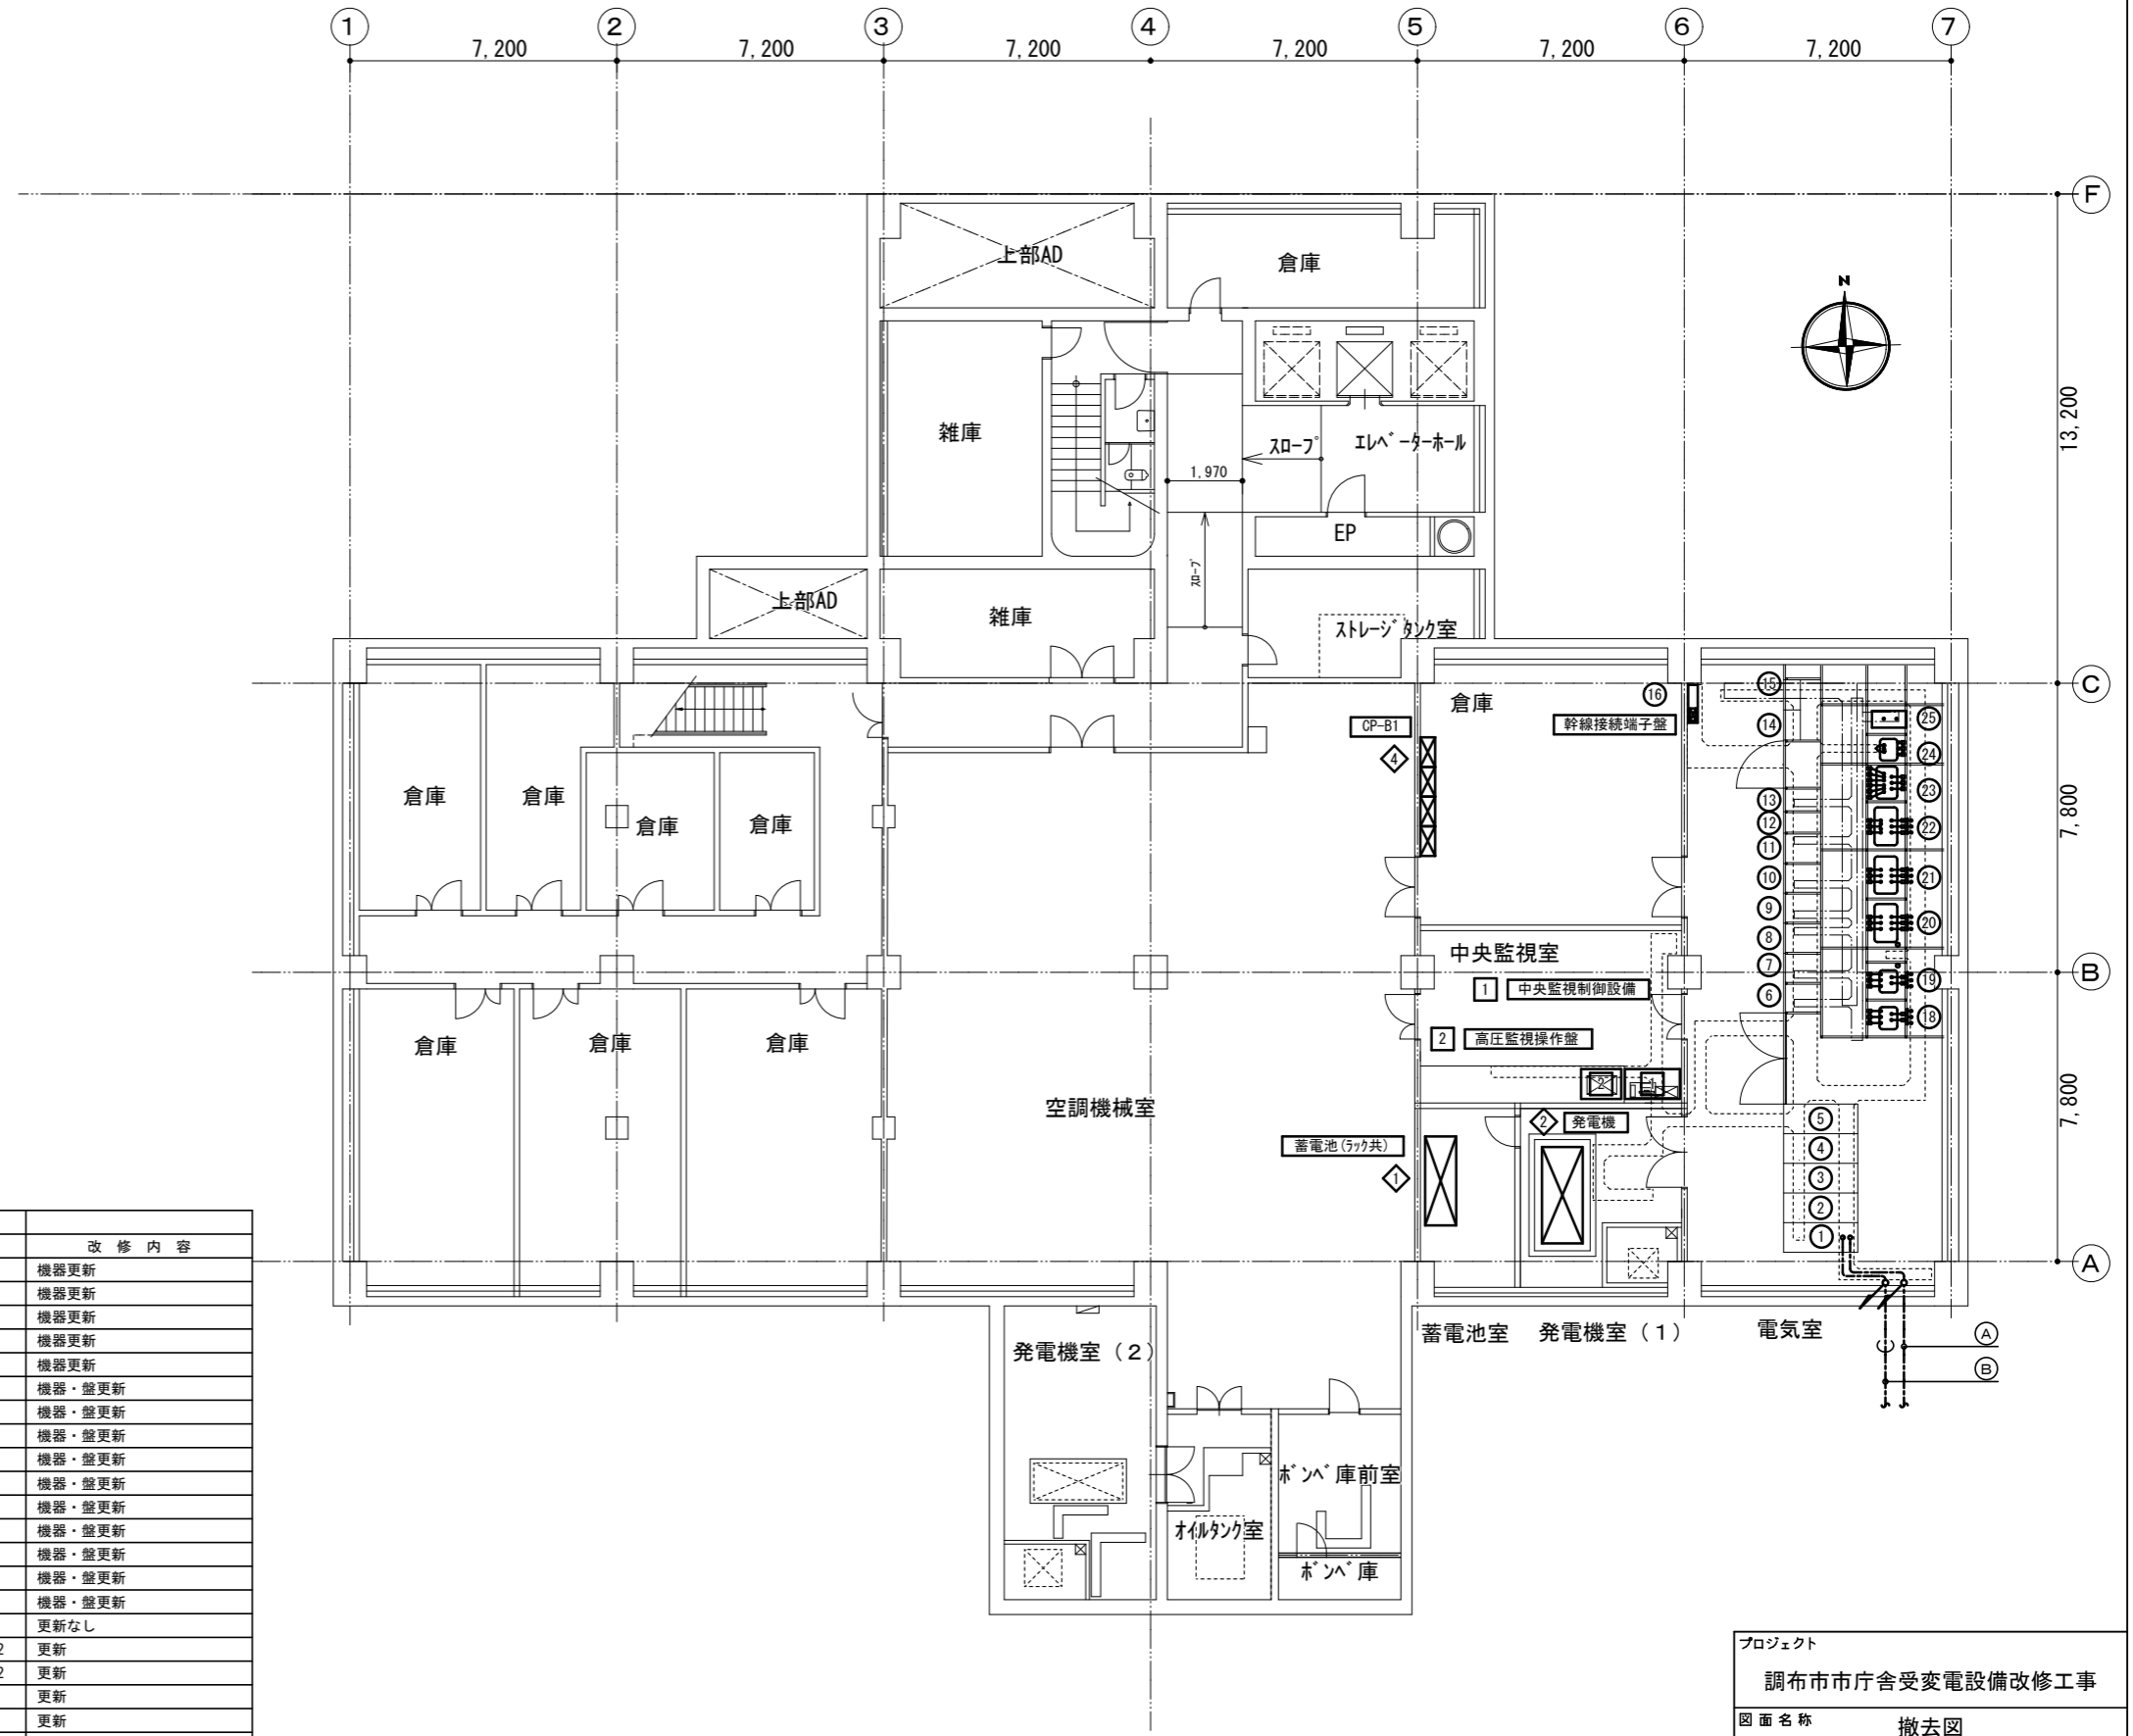 1 2 3 4 5 6 7
7,200 7,200 7,200 7,200 7,200 7,200
F
上部AD
倉庫
N
13,200
雑庫
スロープ
エレベーターホール
1,970
EP
スロープ
上部AD
雑庫
ストレージタンク室
C
倉庫
16
幹線接続端子盤
CP-B1
4
15
14
13
12
11
10
9
8
7
6
25
24
23
22
21
20
19
18
7,800
倉庫
倉庫
倉庫
倉庫
中央監視室
1 中央監視制御設備
B
2 高圧監視操作盤
倉庫
倉庫
倉庫
空調機械室
2 1
7,800
2 発電機
蓄電池(ラック共)
1
5
4
3
2
1
A
蓄電池室
発電機室(1)
電気室
A
B
発電機室(2)
ボンベ庫前室
オイルタンク室
ボンベ庫
改修内容
機器更新
機器更新
機器更新
機器更新
機器更新
機器・盤更新
機器・盤更新
機器・盤更新
機器・盤更新
機器・盤更新
機器・盤更新
機器・盤更新
機器・盤更新
機器・盤更新
機器・盤更新
更新なし
2 更新
2 更新
更新
更新
プロジェクト
調布市市庁舎受変電設備改修工事
図面名称
撤去図